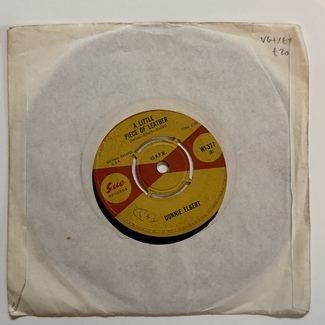 VG+/EX
£20
A LITTLE
PIECE OF LEATHER
45 R.P.M.
U.S.A.
WI-377
Sue
DONNIE ELBERT